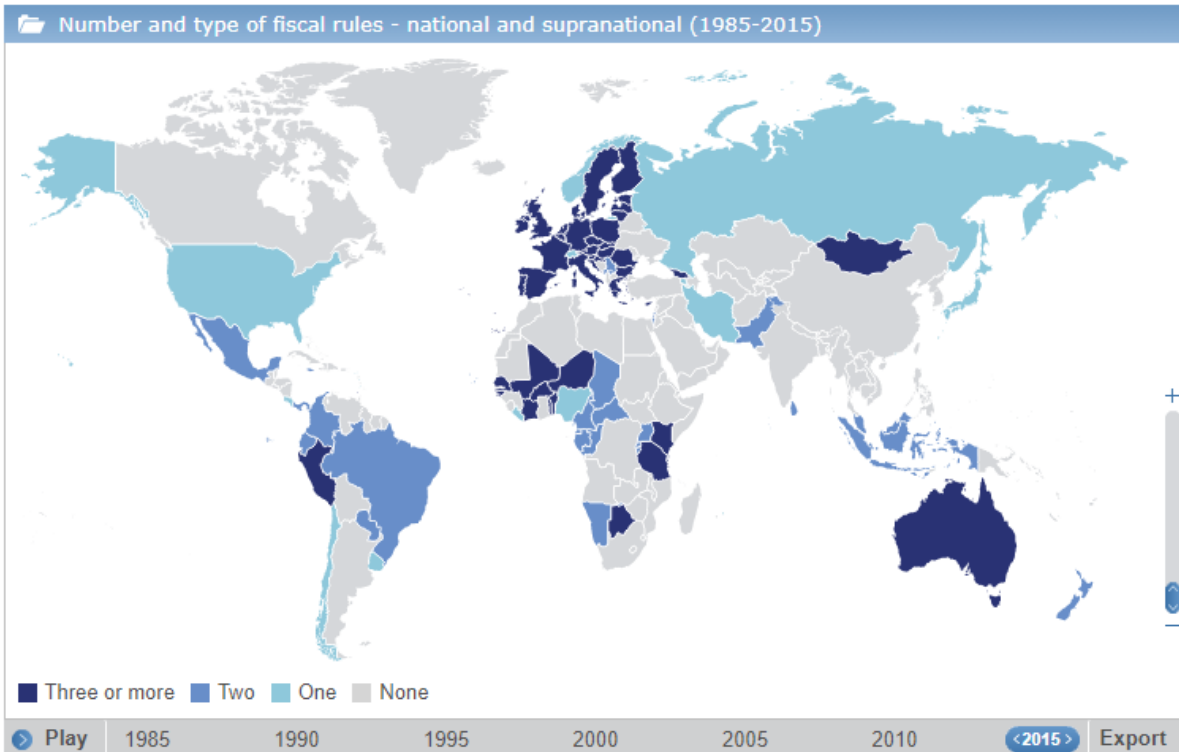 Number and type of fiscal rules - national and supranational (1985-2015)
+
−
Three or more Two One None
Play 1985 1990 1995 2000 2005 2010 <2015> Export